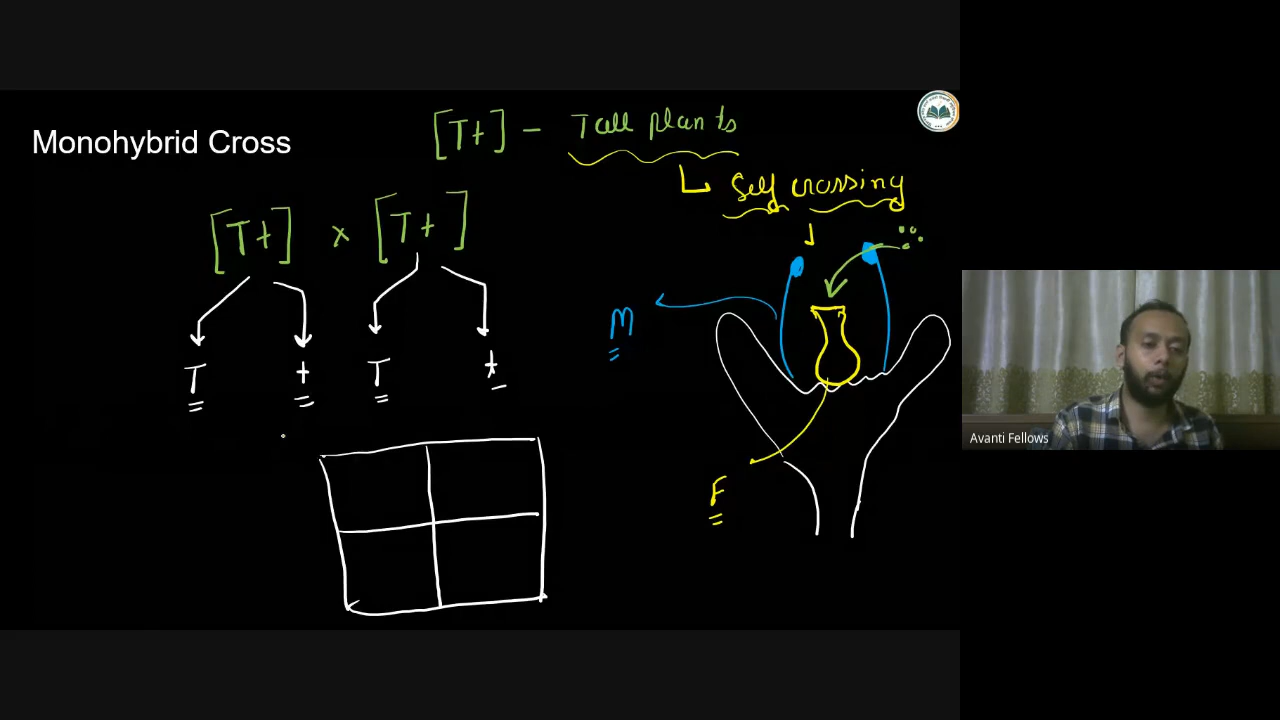 Monohybrid Cross
[Tt] - Tall plants
Self crossing
[Tt] x [Tt]
T t T t
M
F
Avanti Fellows